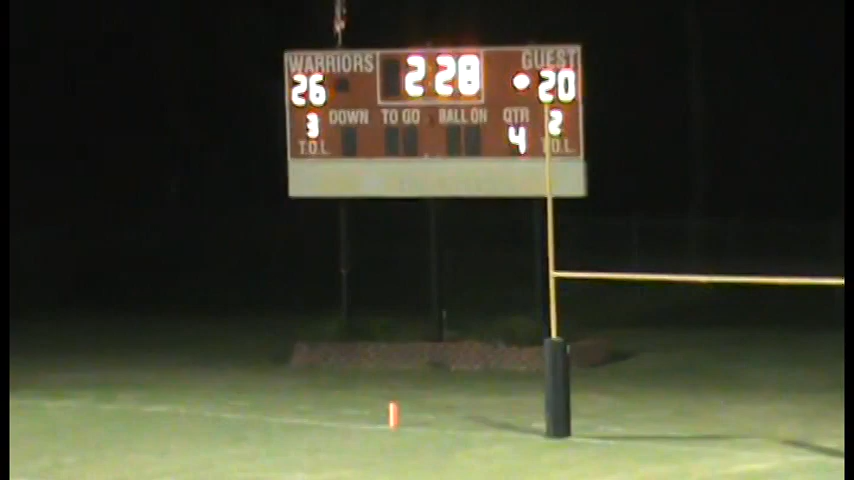 WARRIORS 2:28 GUEST
26 20
3 DOWN TO GO BALL ON QTR 2
T.O.L. 4 T.O.L.